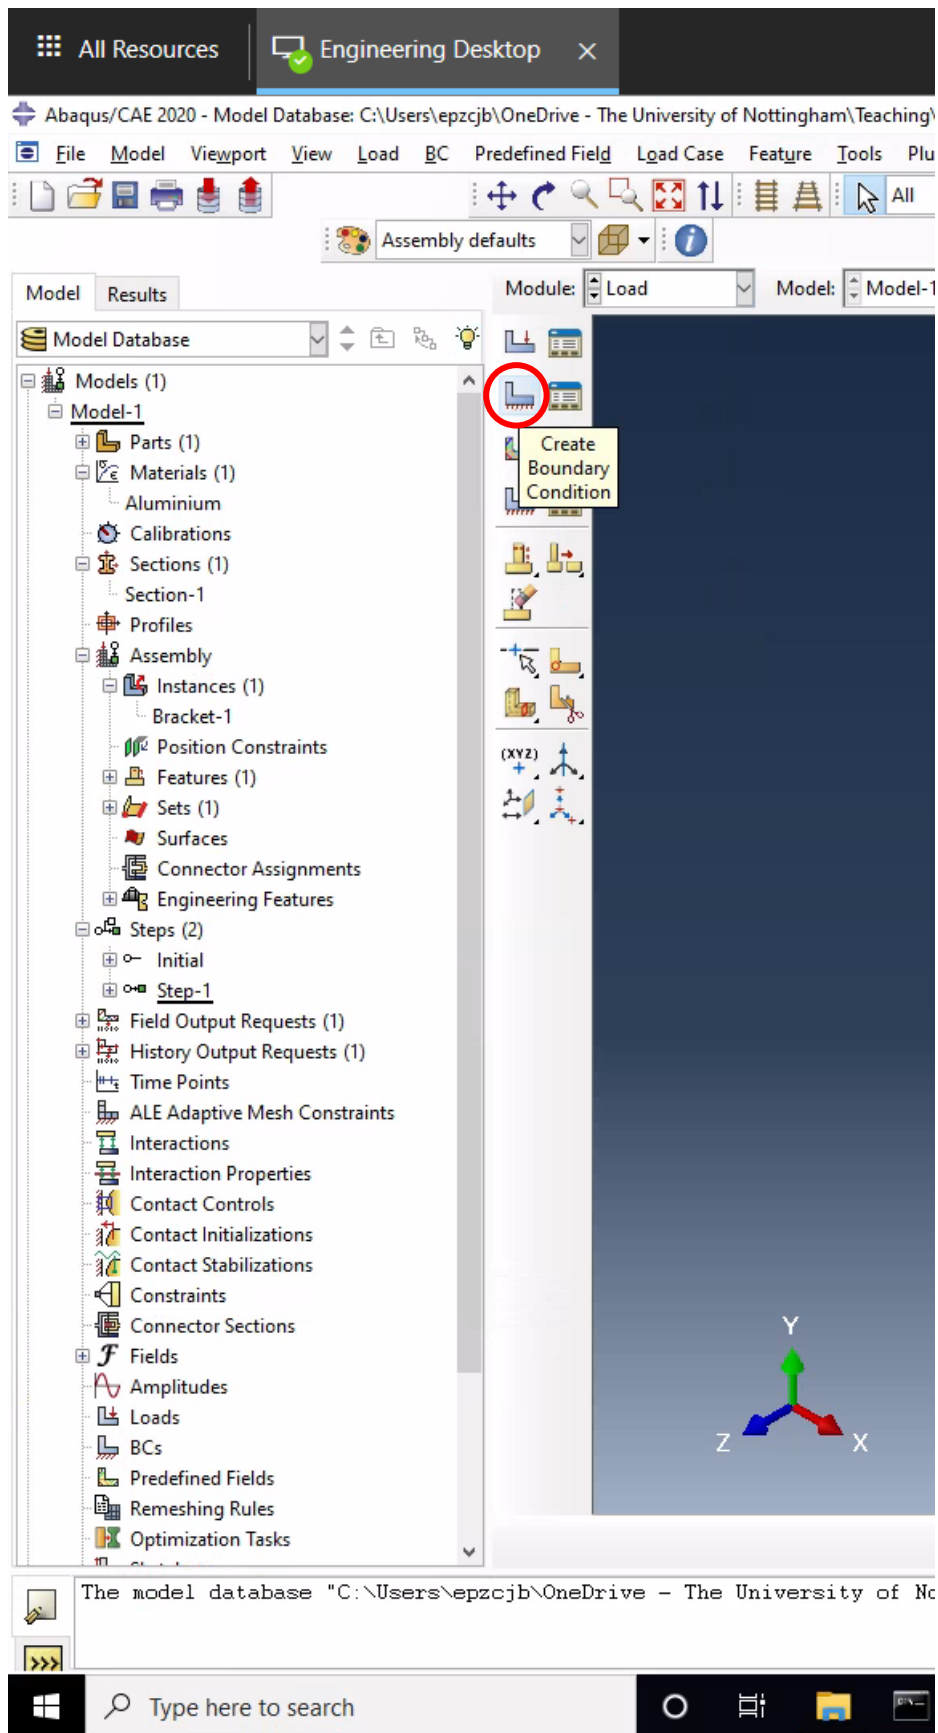 All Resources
Engineering Desktop
Abaqus/CAE 2020 - Model Database: C:\Users\epzcjb\OneDrive - The University of Nottingham\Teaching\
File Model Viewport View Load BC Predefined Field Load Case Feature Tools Plu
All
Assembly defaults
Model Results
Module: Load Model: Model-1
Model Database
Models (1)
Model-1
Parts (1)
Materials (1)
Aluminium
Calibrations
Sections (1)
Section-1
Profiles
Assembly
Instances (1)
Bracket-1
Position Constraints
Features (1)
Sets (1)
Surfaces
Connector Assignments
Engineering Features
Steps (2)
Initial
Step-1
Field Output Requests (1)
History Output Requests (1)
Time Points
ALE Adaptive Mesh Constraints
Interactions
Interaction Properties
Contact Controls
Contact Initializations
Contact Stabilizations
Constraints
Connector Sections
Fields
Amplitudes
Loads
BCs
Predefined Fields
Remeshing Rules
Optimization Tasks
Create
Boundary
Condition
(XYZ)
Y
Z X
The model database "C:\Users\epzcjb\OneDrive - The University of No
>>>
Type here to search